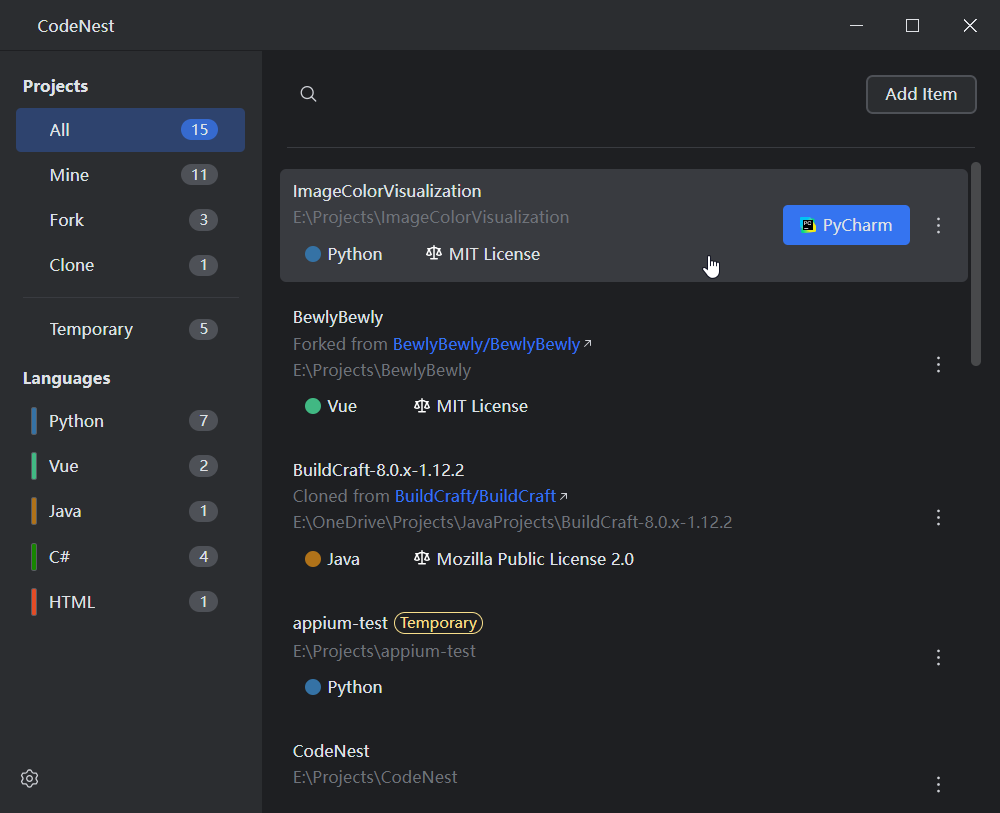 CodeNest
Projects
All 15
Mine 11
Fork 3
Clone 1
Temporary 5
Languages
Python 7
Vue 2
Java 1
C# 4
HTML 1
Add Item
ImageColorVisualization
E:\Projects\ImageColorVisualization
Python MIT License
PC PyCharm
BewlyBewly
Forked from BewlyBewly/BewlyBewly
E:\Projects\BewlyBewly
Vue MIT License
BuildCraft-8.0.x-1.12.2
Cloned from BuildCraft/BuildCraft
E:\OneDrive\Projects\JavaProjects\BuildCraft-8.0.x-1.12.2
Java Mozilla Public License 2.0
appium-test Temporary
E:\Projects\appium-test
Python
CodeNest
E:\Projects\CodeNest